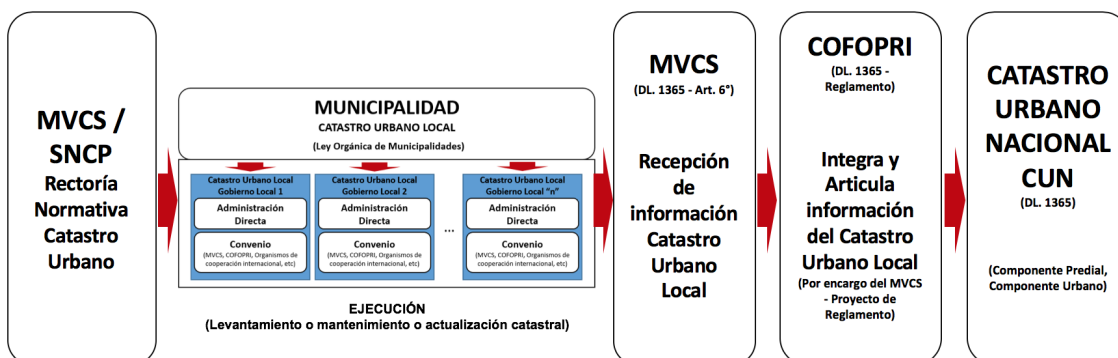 MVCS /
SNCP
Rectoría
Normativa
Catastro
Urbano
MUNICIPALIDAD
CATASTRO URBANO LOCAL
(Ley Orgánica de Municipalidades)
Catastro Urbano Local
Gobierno Local 1
Administración
Directa
Convenio
(MVCS, COFOPRI, Organismos de
cooperación internacional, etc)
Catastro Urbano Local
Gobierno Local 2
Administración
Directa
Convenio
(MVCS, COFOPRI, Organismos de
cooperación internacional, etc)
...
Catastro Urbano Local
Gobierno Local "n"
Administración
Directa
Convenio
(MVCS, COFOPRI, Organismos de
cooperación internacional, etc)
EJECUCIÓN
(Levantamiento o mantenimiento o actualización catastral)
MVCS
(DL. 1365 - Art. 6°)
Recepción
de
información
Catastro
Urbano
Local
COFOPRI
(DL. 1365 -
Reglamento)
Integra y
Articula
información
del Catastro
Urbano Local
(Por encargo del MVCS
- Proyecto de
Reglamento)
CATASTRO
URBANO
NACIONAL
CUN
(DL. 1365)
(Componente Predial,
Componente Urbano)